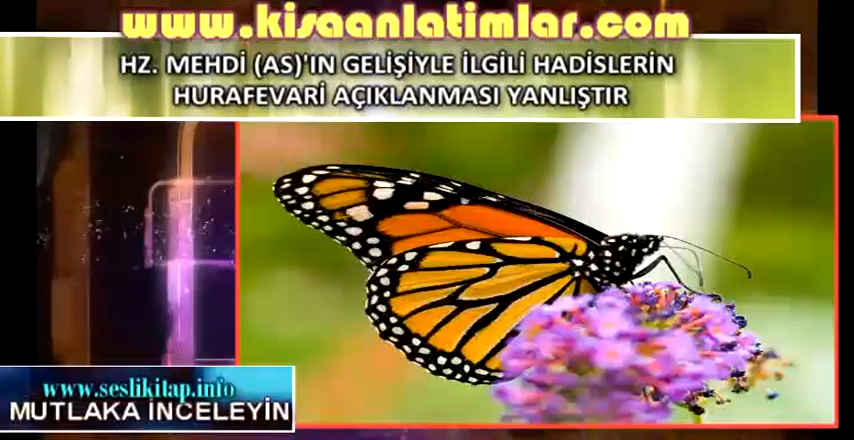 www.kisaanlatimlar.com
HZ. MEHDİ (AS)'IN GELİŞİYLE İLGİLİ HADİSLERİN
HURAFEVARİ AÇIKLANMASI YANLIŞTIR
www.seslikitap.info
MUTLAKA İNCELEYİN